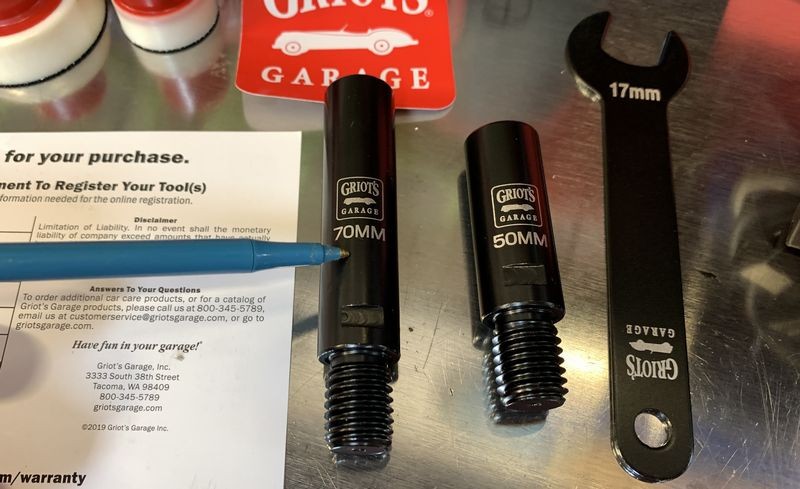 GRIOT'S
GARAGE
for your purchase.
ment To Register Your Tool(s)
formation needed for the online registration.
Disclaimer
Limitation of Liability. In no event shall the monetary
liability of company exceed amounts that have actually
Answers To Your Questions
To order additional car care products, or for a catalog of
Griot's Garage products, please call us at 800-345-5789,
email us at customerservice@griotsgarage.com, or go to
griotsgarage.com.
Have fun in your garage!
Griot's Garage, Inc.
3333 South 38th Street
Tacoma, WA 98409
800-345-5789
griotsgarage.com
©2019 Griot's Garage Inc.
m/warranty
GRIOT'S
GARAGE
70MM
GRIOT'S
GARAGE
50MM
17mm
GRIOT'S
GARAGE